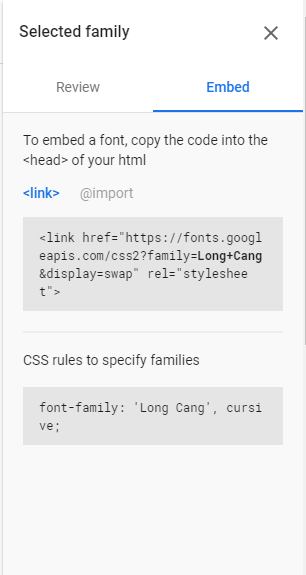 Selected family
Review Embed
To embed a font, copy the code into the
<head> of your html
<link> @import
<link href="https://fonts.googl
eapis.com/css2?family=Long+Cang
&display=swap" rel="styleshee
t">
CSS rules to specify families
font-family: 'Long Cang', cursi
ve;